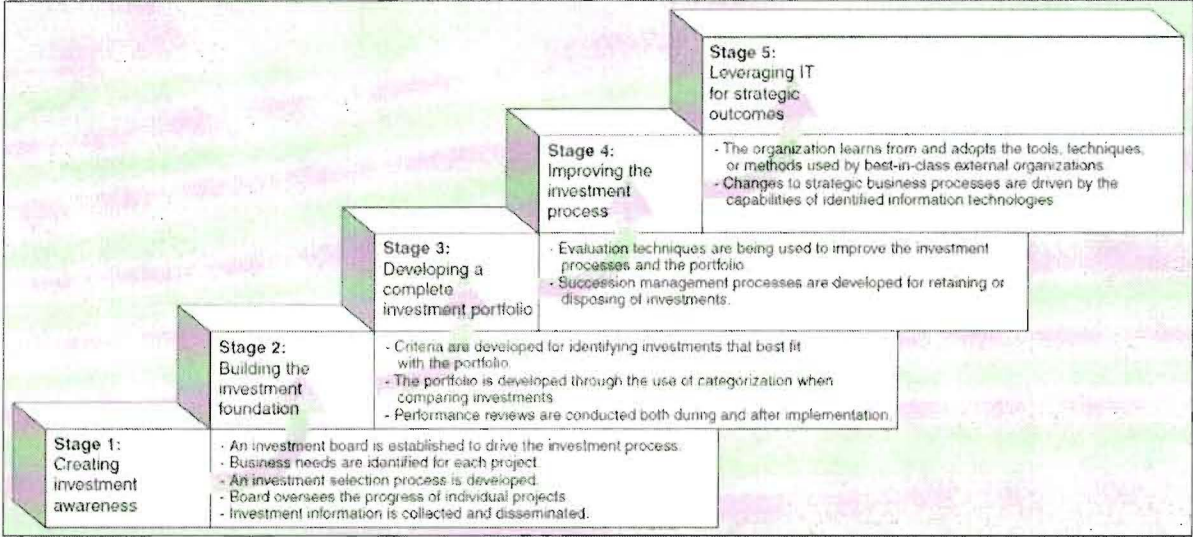 Stage 5:
Leveraging IT
for strategic
outcomes
- The organization learns from and adopts the tools, techniques,
or methods used by best-in-class external organizations
- Changes to strategic business processes are driven by the
capabilities of identified information technologies
Stage 4:
Improving the
investment
process
- Evaluation techniques are being used to improve the investment
processes and the portfolio
- Succession management processes are developed for retaining or
disposing of investments.
Stage 3:
Developing a
complete
investment portfolio
- Criteria are developed for identifying investments that best fit
with the portfolio
- The portfolio is developed through the use of categorization when
comparing investments
- Performance reviews are conducted both during and after implementation.
Stage 2:
Building the
investment
foundation
- An investment board is established to drive the investment process.
- Business needs are identified for each project.
- An investment selection process is developed.
- Board oversees the progress of individual projects
- Investment information is collected and disseminated.
Stage 1:
Creating
investment
awareness